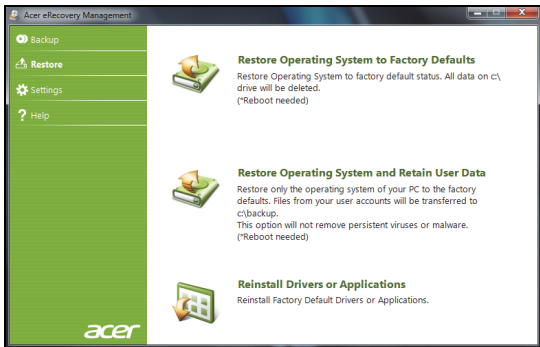 Acer eRecovery Management
Backup
Restore
Settings
Help
Restore Operating System to Factory Defaults
Restore Operating System to factory default status. All data on c:\
drive will be deleted.
(*Reboot needed)
Restore Operating System and Retain User Data
Restore only the operating system of your PC to the factory
defaults. Files from your user accounts will be transferred to
c:\backup.
This option will not remove persistent viruses or malware.
(*Reboot needed)
Reinstall Drivers or Applications
Reinstall Factory Default Drivers or Applications.
acer